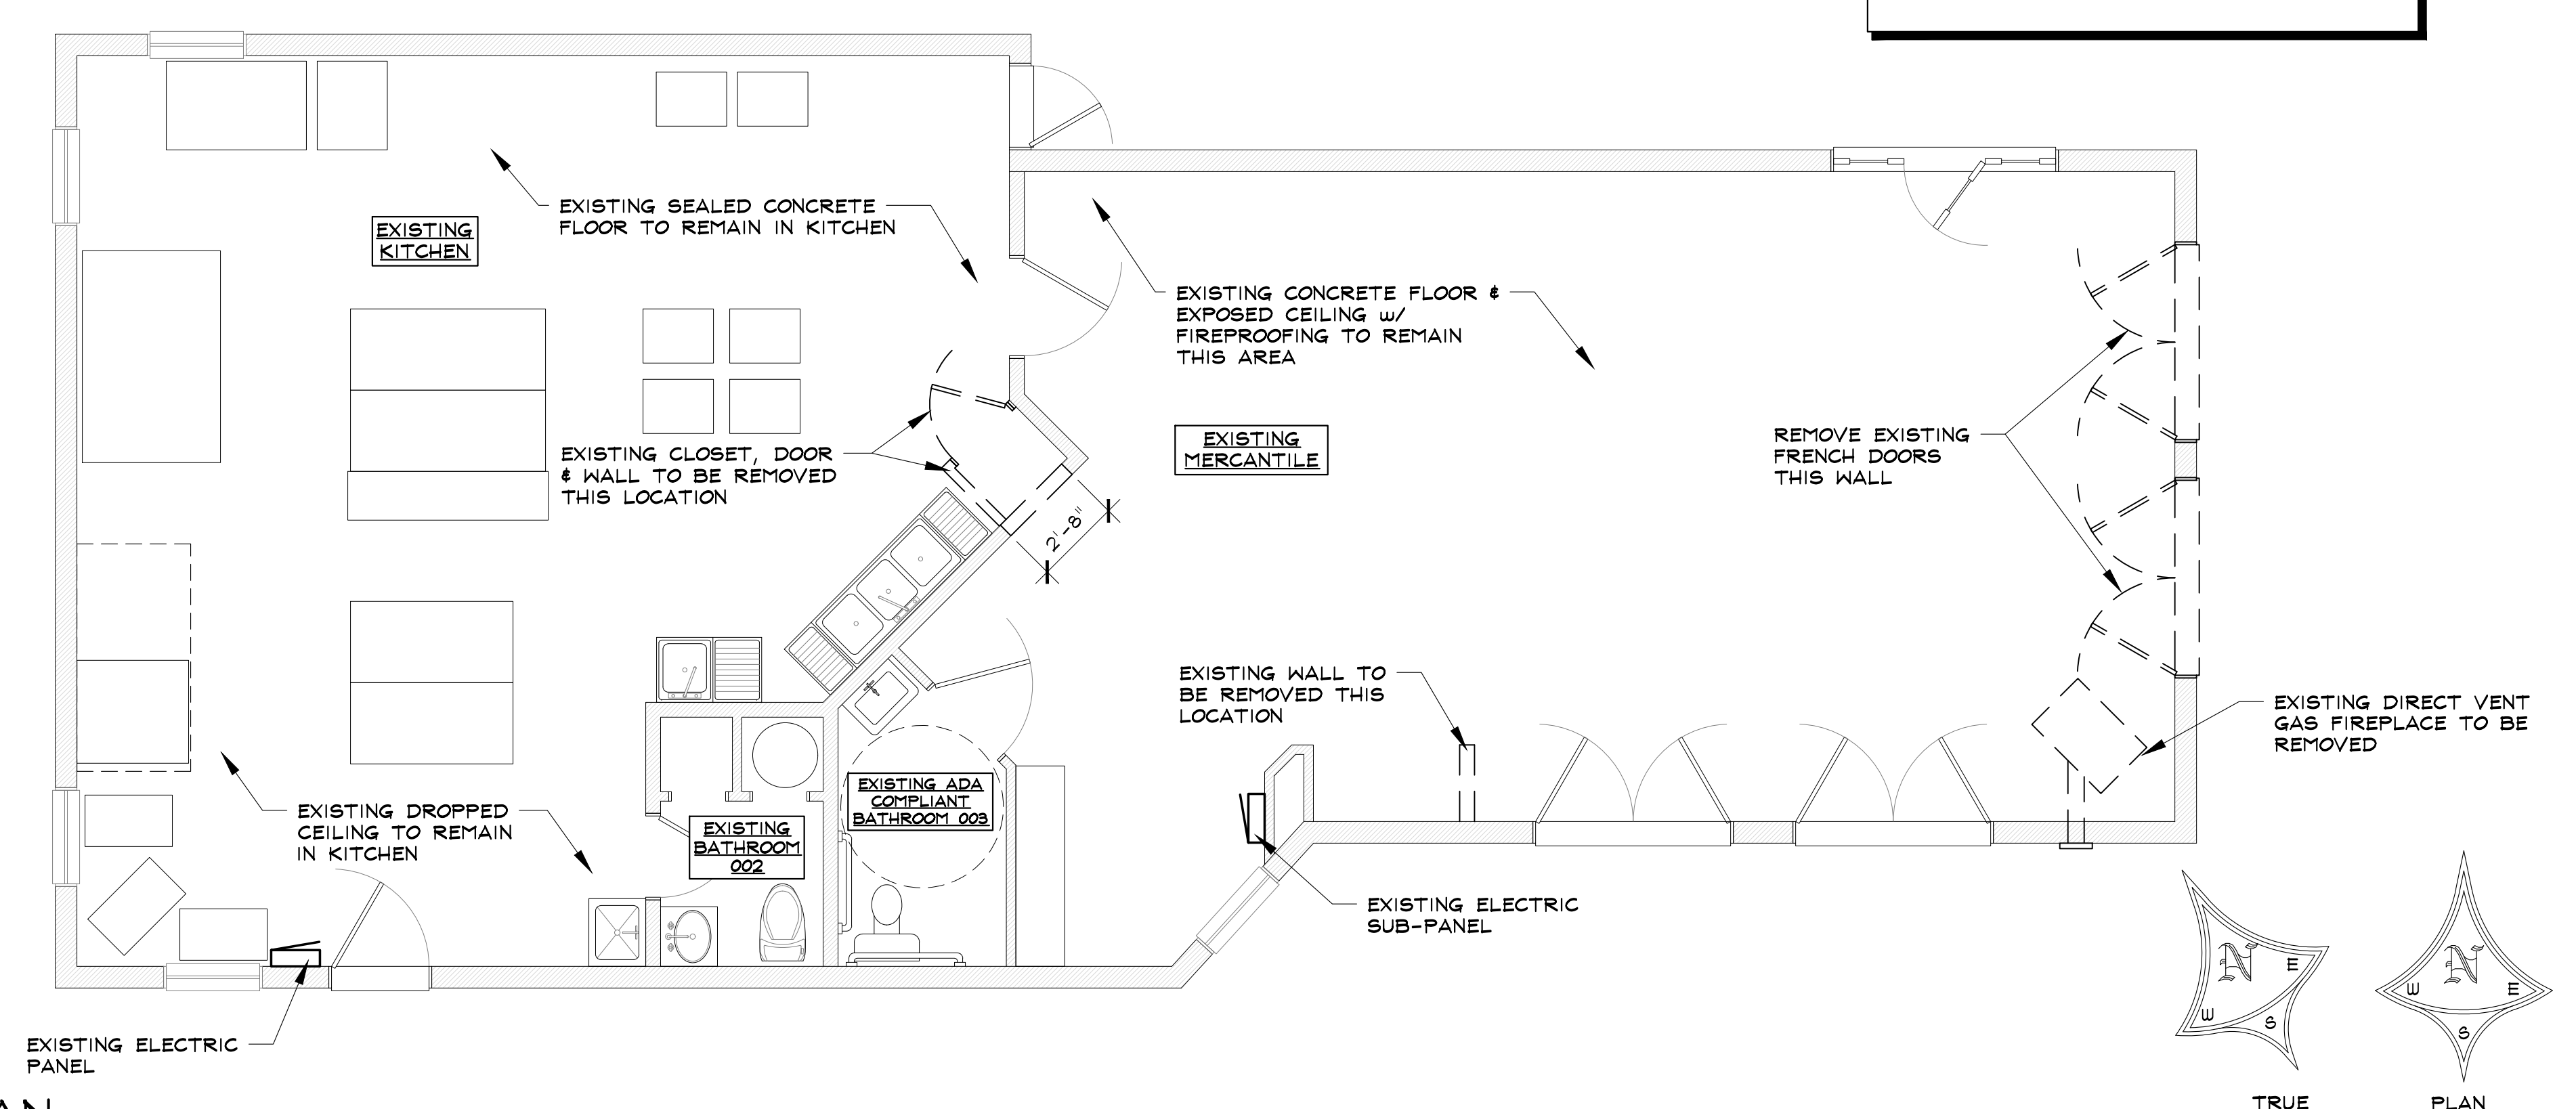 EXISTING SEALED CONCRETE
FLOOR TO REMAIN IN KITCHEN
EXISTING
KITCHEN
EXISTING CONCRETE FLOOR &
EXPOSED CEILING w/
FIREPROOFING TO REMAIN
THIS AREA
EXISTING CLOSET, DOOR
& WALL TO BE REMOVED
THIS LOCATION
EXISTING
MERCANTILE
REMOVE EXISTING
FRENCH DOORS
THIS WALL
2'-8"
EXISTING WALL TO
BE REMOVED THIS
LOCATION
EXISTING DIRECT VENT
GAS FIREPLACE TO BE
REMOVED
EXISTING DROPPED
CEILING TO REMAIN
IN KITCHEN
EXISTING
BATHROOM
002
EXISTING ADA
COMPLIANT
BATHROOM 003
EXISTING ELECTRIC
SUB-PANEL
EXISTING ELECTRIC
PANEL
N
E
W
S
TRUE
N
W
E
S
PLAN